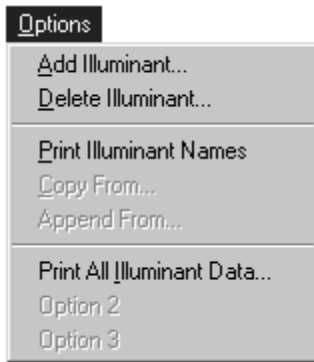 Options
Add Illuminant...
Delete Illuminant...
Print Illuminant Names
Copy From...
Append From...
Print All Illuminant Data...
Option 2
Option 3